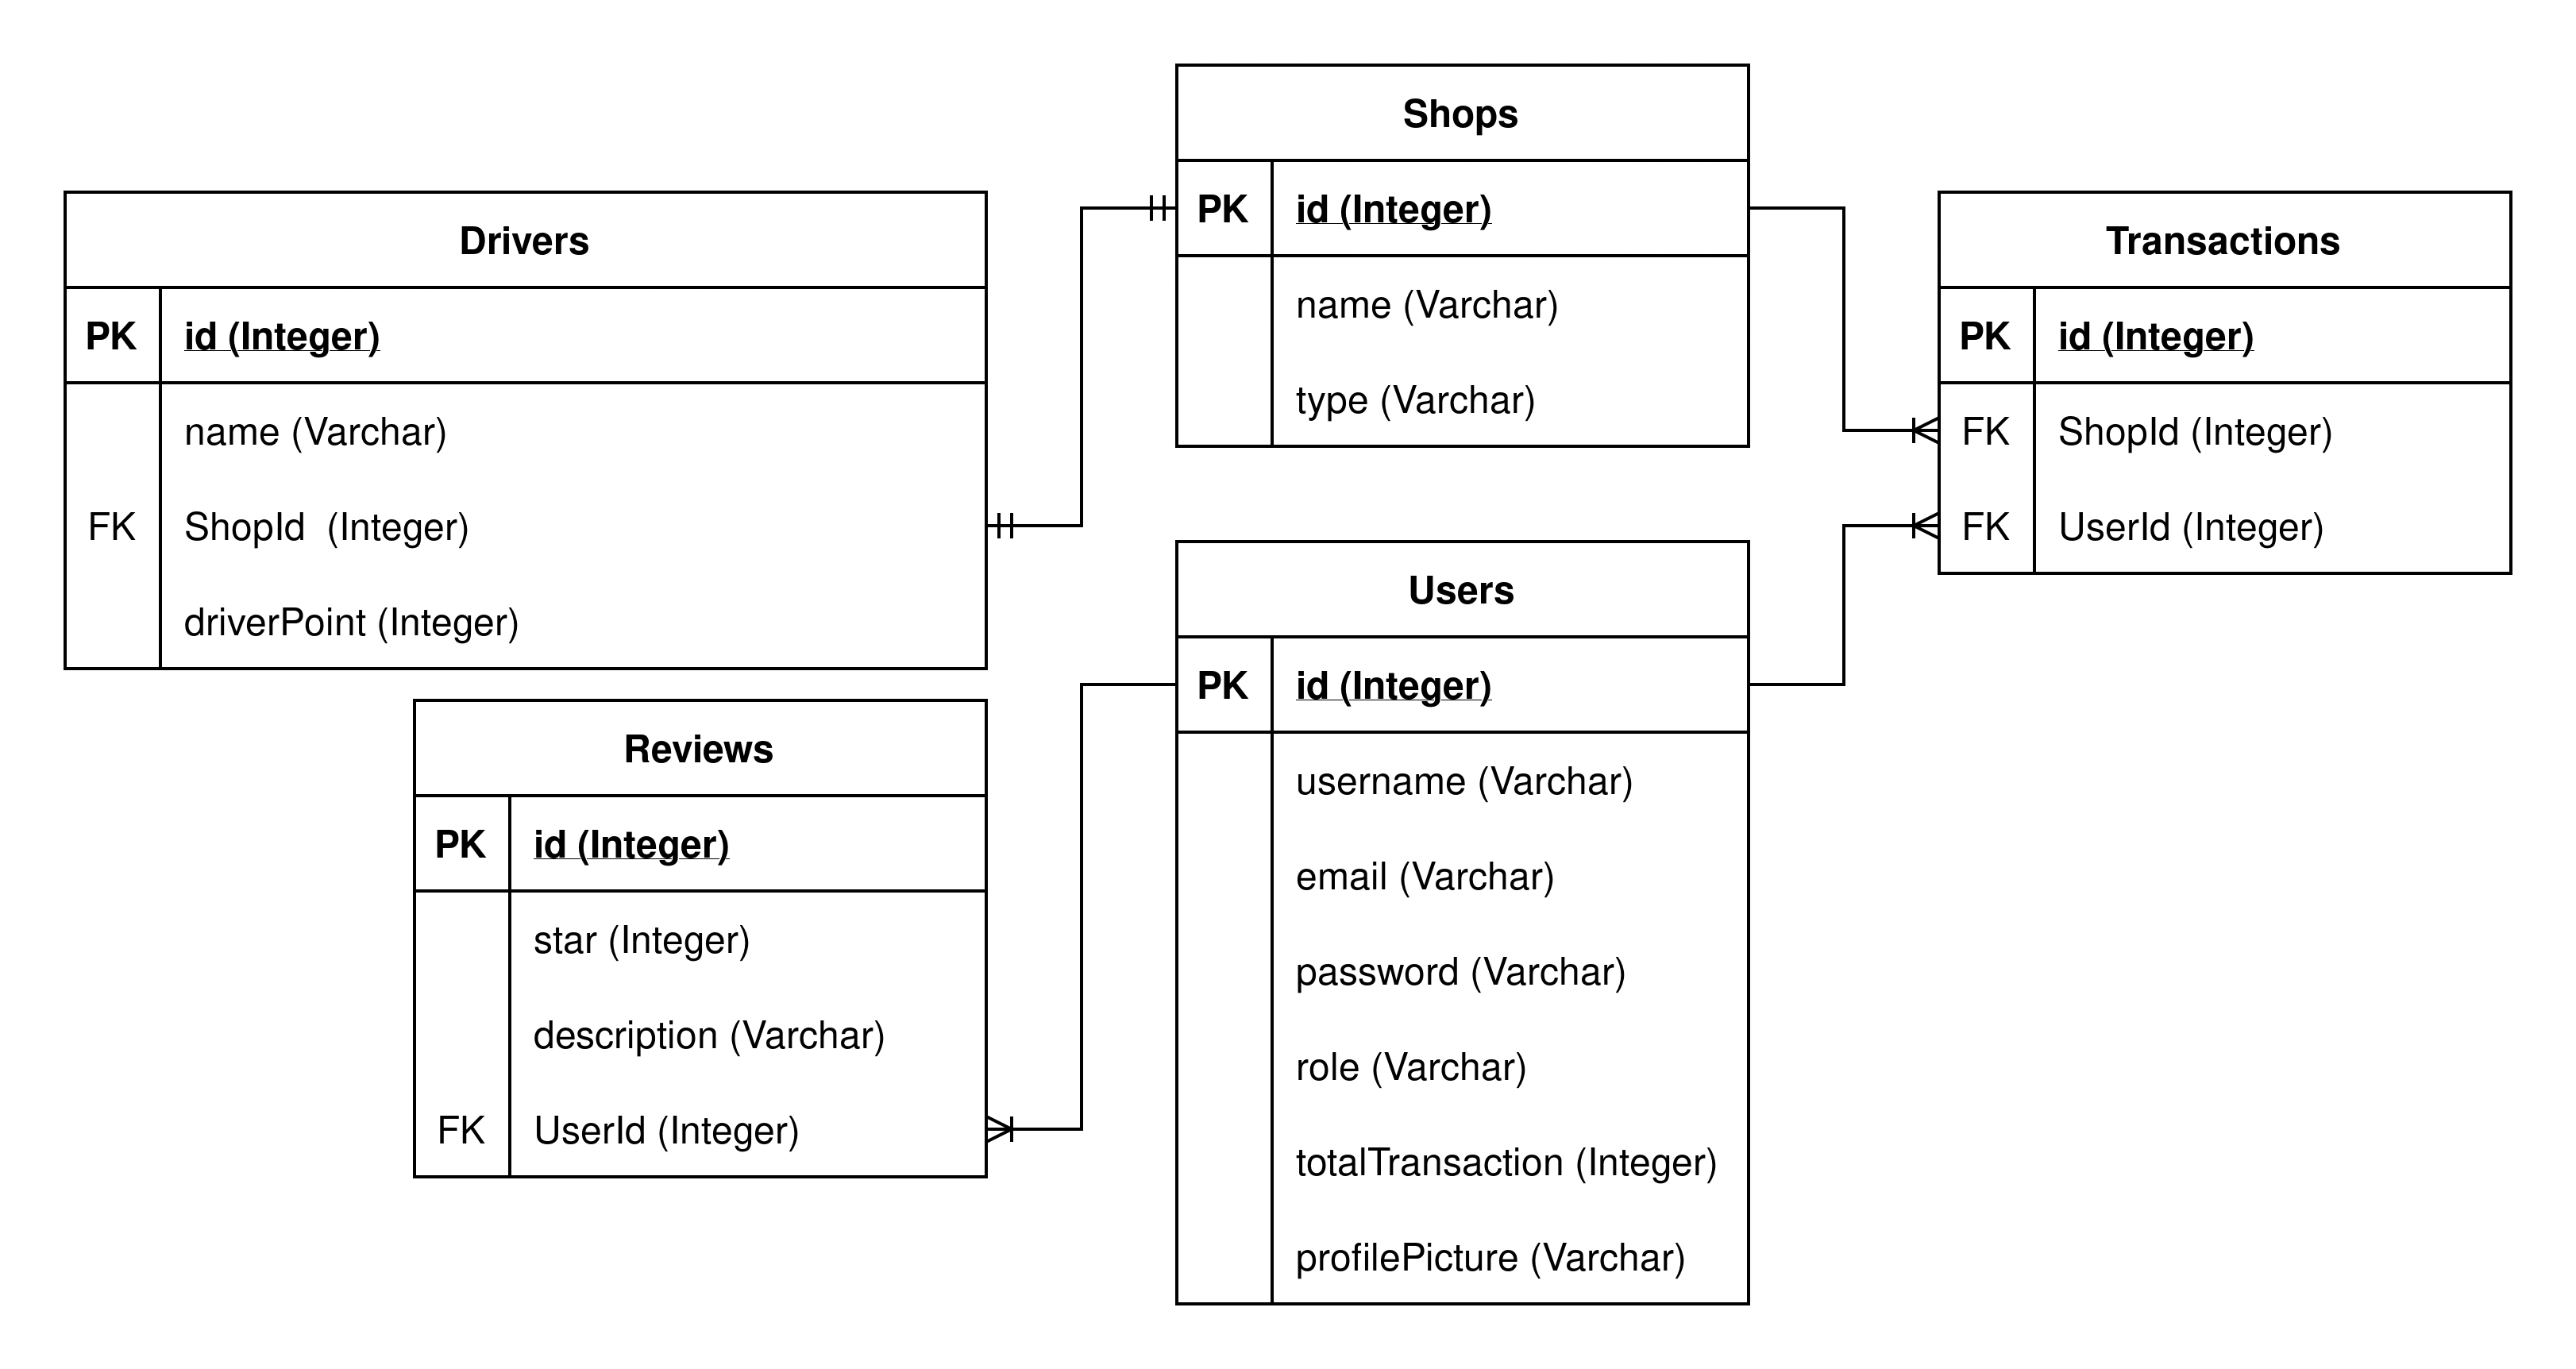 Drivers
PK id (Integer)
name (Varchar)
FK ShopId (Integer)
driverPoint (Integer)
Shops
PK id (Integer)
name (Varchar)
type (Varchar)
Transactions
PK id (Integer)
FK ShopId (Integer)
FK UserId (Integer)
Reviews
PK id (Integer)
star (Integer)
description (Varchar)
FK UserId (Integer)
Users
PK id (Integer)
username (Varchar)
email (Varchar)
password (Varchar)
role (Varchar)
totalTransaction (Integer)
profilePicture (Varchar)